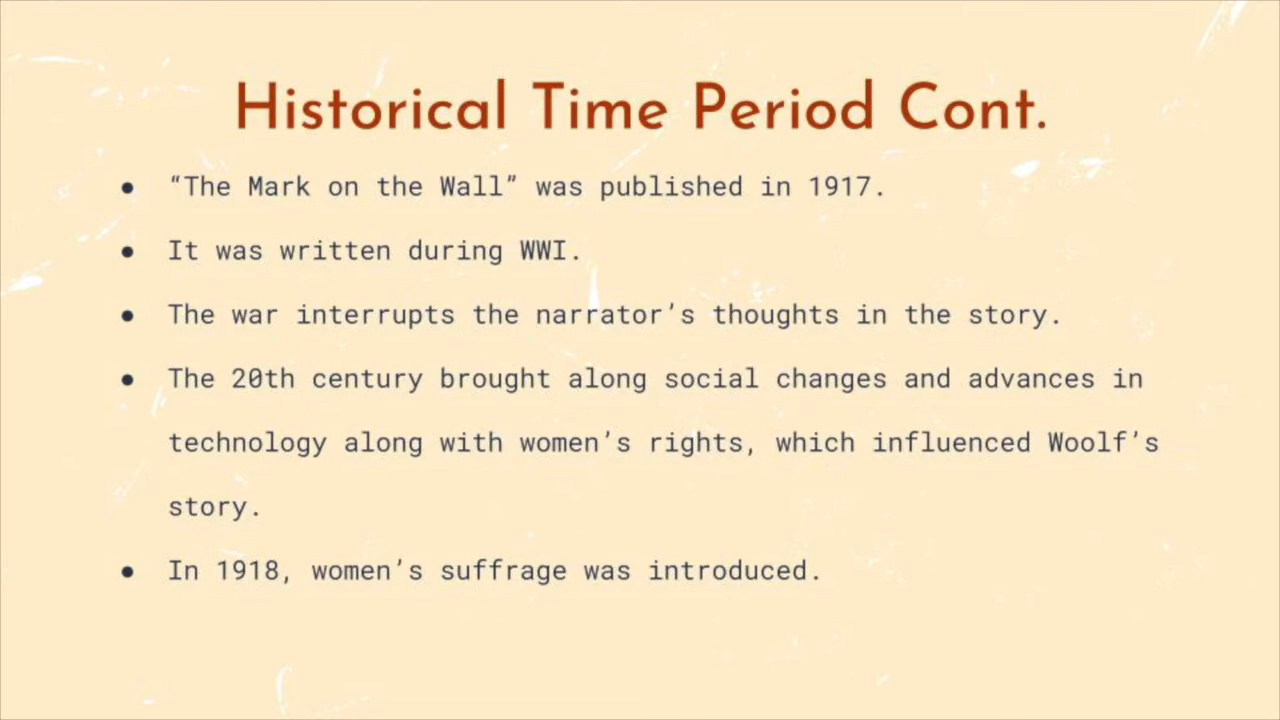 Historical Time Period Cont.
● “The Mark on the Wall” was published in 1917.
● It was written during WWI.
● The war interrupts the narrator’s thoughts in the story.
● The 20th century brought along social changes and advances in
technology along with women’s rights, which influenced Woolf’s
story.
● In 1918, women’s suffrage was introduced.